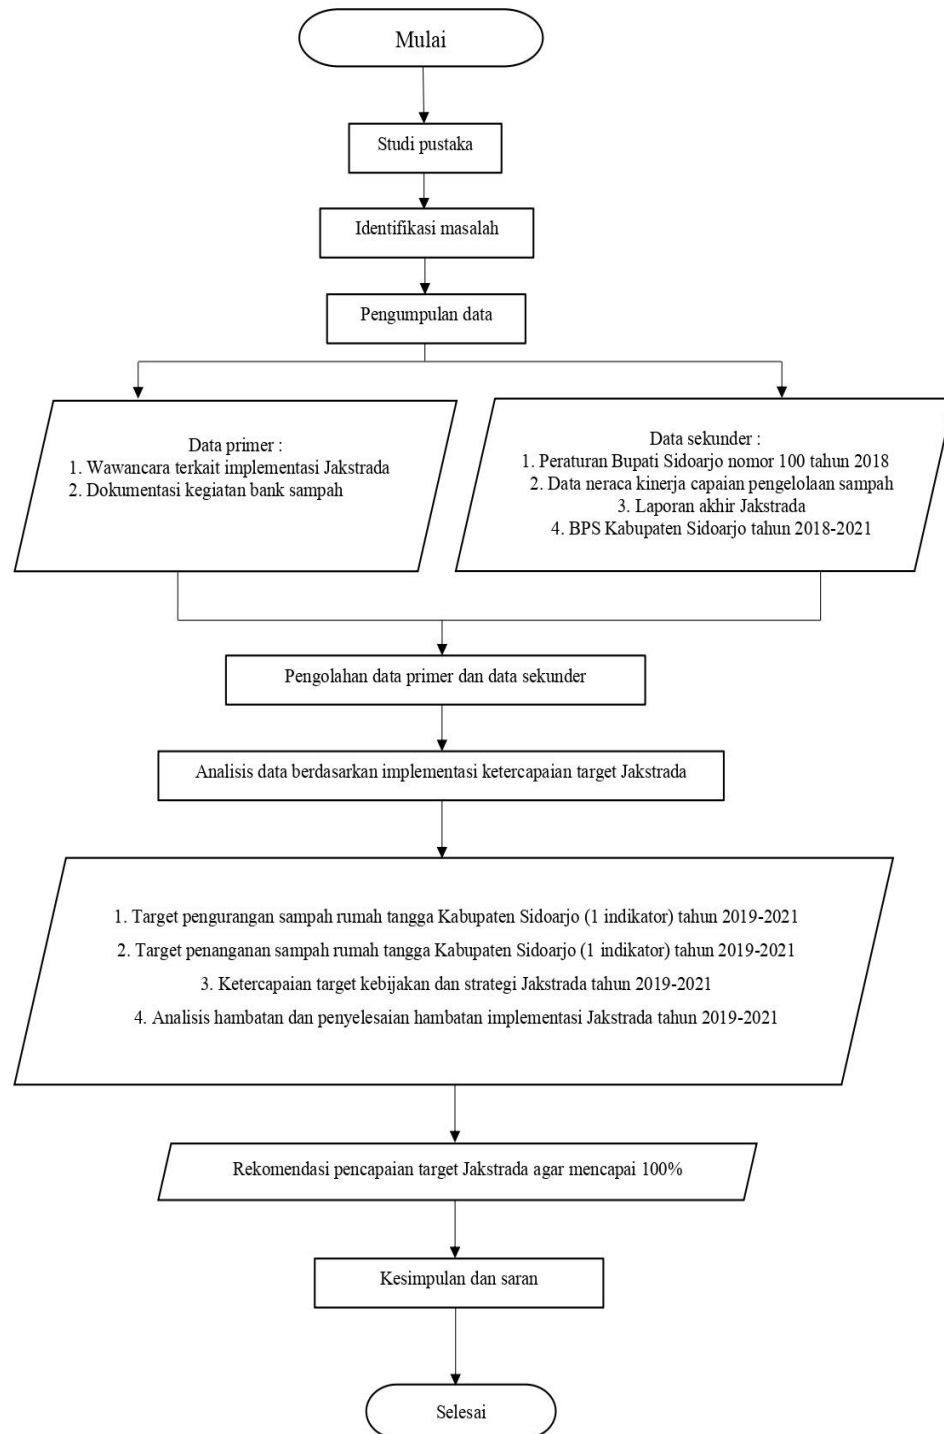 Mulai
Studi pustaka
Identifikasi masalah
Pengumpulan data
Data primer :
1. Wawancara terkait implementasi Jakstrada
2. Dokumentasi kegiatan bank sampah
Data sekunder :
1. Peraturan Bupati Sidoarjo nomor 100 tahun 2018
2. Data neraca kinerja capaian pengelolaan sampah
3. Laporan akhir Jakstrada
4. BPS Kabupaten Sidoarjo tahun 2018-2021
Pengolahan data primer dan data sekunder
Analisis data berdasarkan implementasi ketercapaian target Jakstrada
1. Target pengurangan sampah rumah tangga Kabupaten Sidoarjo (1 indikator) tahun 2019-2021
2. Target penanganan sampah rumah tangga Kabupaten Sidoarjo (1 indikator) tahun 2019-2021
3. Ketercapaian target kebijakan dan strategi Jakstrada tahun 2019-2021
4. Analisis hambatan dan penyelesaian hambatan implementasi Jakstrada tahun 2019-2021
Rekomendasi pencapaian target Jakstrada agar mencapai 100%
Kesimpulan dan saran
Selesai